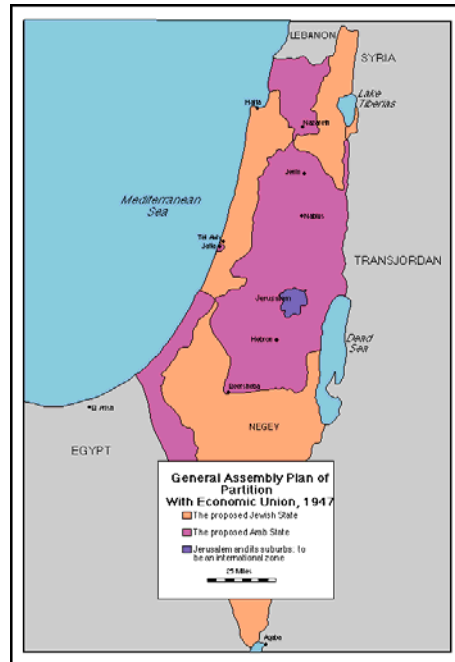 LEBANON
SYRIA
Lake
Tiberias
Haifa
Nazareth
Jenin
Nablus
Mediterranean
Sea
Tel Aviv
Jaffa
TRANSJORDAN
Jerusalem
Hebron
Dead
Sea
Beersheba
El Arish
NEGEV
EGYPT
General Assembly Plan of
Partition
With Economic Union, 1947
The proposed Jewish State
The proposed Arab State
Jerusalem and its suburbs: to
be an international zone
25 Miles
Aqaba